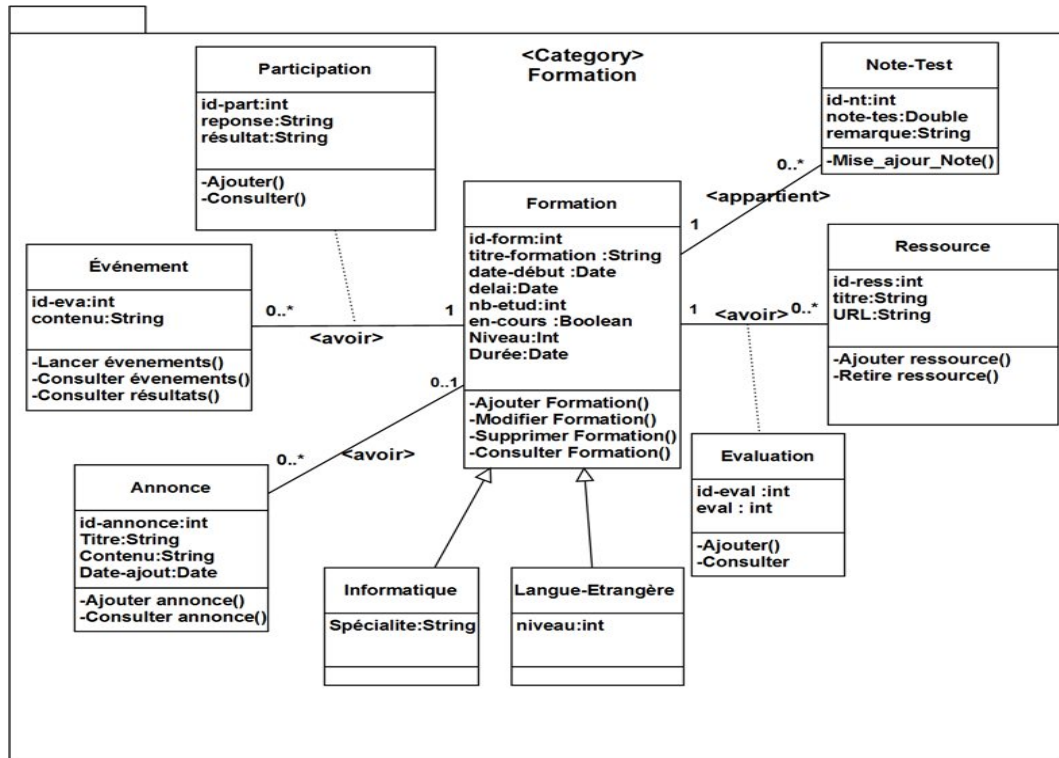 <Category>
Formation
Participation
id-part:int
reponse:String
résultat:String
-Ajouter()
-Consulter()
Note-Test
id-nt:int
note-tes:Double
remarque:String
-Mise_ajour_Note()
0..*
<appartient>
1
Formation
id-form:int
titre-formation :String
date-début :Date
delai:Date
nb-etud:int
en-cours :Boolean
Niveau:Int
Durée:Date
-Ajouter Formation()
-Modifier Formation()
-Supprimer Formation()
-Consulter Formation()
Événement
id-eva:int
contenu:String
-Lancer évenements()
-Consulter évenements()
-Consulter résultats()
0..*
<avoir>
1
Ressource
id-ress:int
titre:String
URL:String
-Ajouter ressource()
-Retire ressource()
1
<avoir>
0..*
0..1
<avoir>
0..*
Annonce
id-annonce:int
Titre:String
Contenu:String
Date-ajout:Date
-Ajouter annonce()
-Consulter annonce()
Evaluation
id-eval :int
eval : int
-Ajouter()
-Consulter
Informatique
Spécialite:String
Langue-Etrangère
niveau:int